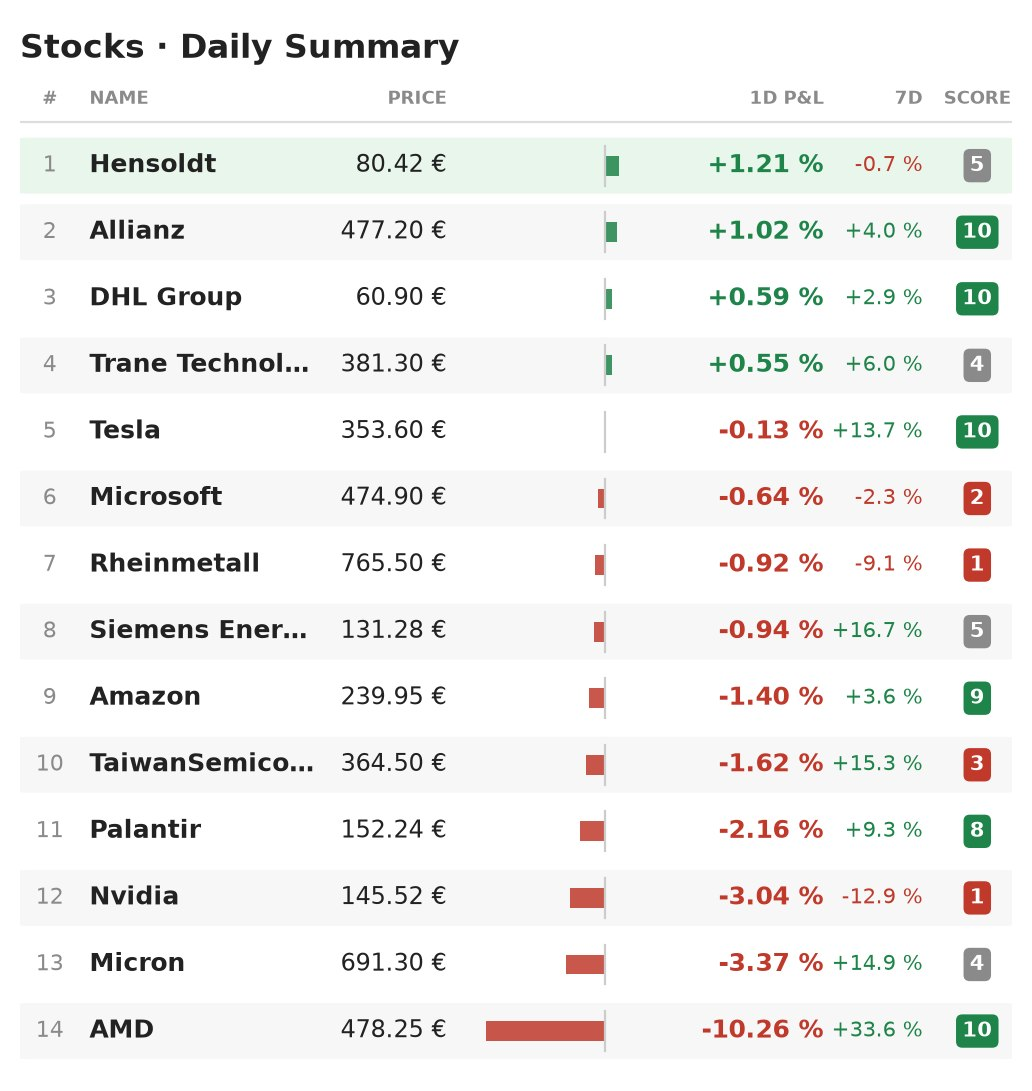 Stocks · Daily Summary
# NAME PRICE 1D P&L 7D SCORE
1 Hensoldt 80.42 € +1.21 % -0.7 % 5
2 Allianz 477.20 € +1.02 % +4.0 % 10
3 DHL Group 60.90 € +0.59 % +2.9 % 10
4 Trane Technol... 381.30 € +0.55 % +6.0 % 4
5 Tesla 353.60 € -0.13 % +13.7 % 10
6 Microsoft 474.90 € -0.64 % -2.3 % 2
7 Rheinmetall 765.50 € -0.92 % -9.1 % 1
8 Siemens Ener... 131.28 € -0.94 % +16.7 % 5
9 Amazon 239.95 € -1.40 % +3.6 % 9
10 TaiwanSemico... 364.50 € -1.62 % +15.3 % 3
11 Palantir 152.24 € -2.16 % +9.3 % 8
12 Nvidia 145.52 € -3.04 % -12.9 % 1
13 Micron 691.30 € -3.37 % +14.9 % 4
14 AMD 478.25 € -10.26 % +33.6 % 10